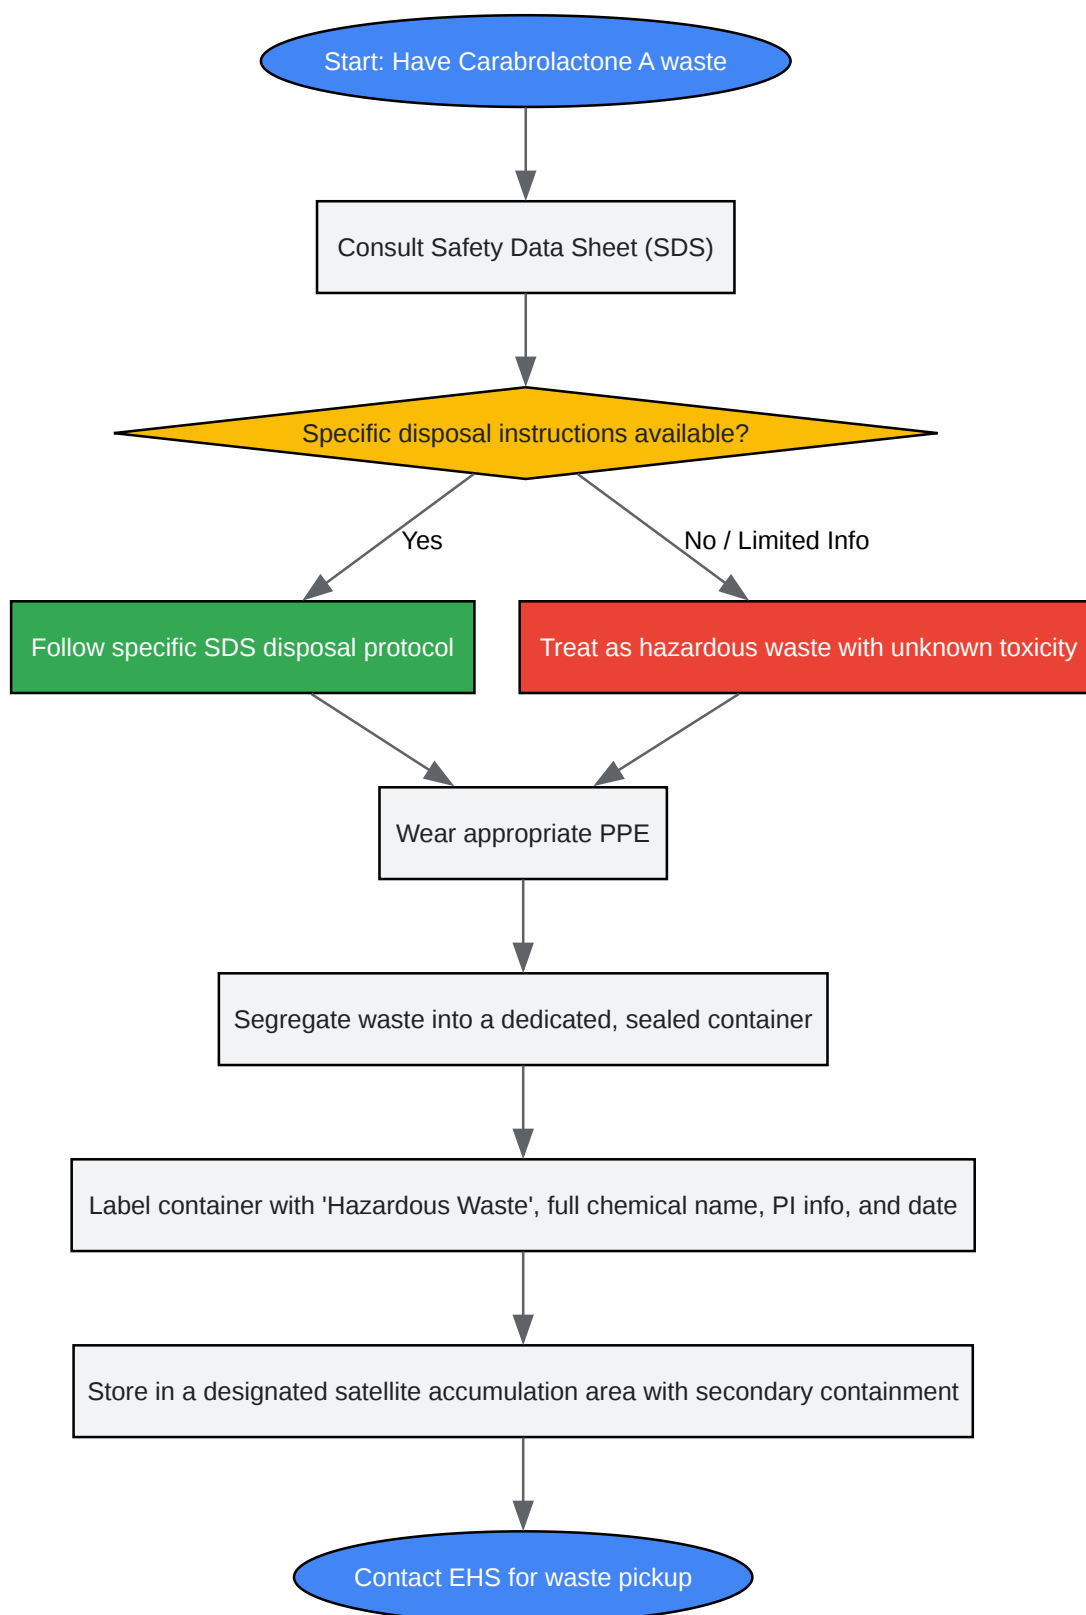 Start: Have Carabrolactone A waste
Consult Safety Data Sheet (SDS)
Specific disposal instructions available?
Yes
No / Limited Info
Follow specific SDS disposal protocol
Treat as hazardous waste with unknown toxicity
Wear appropriate PPE
Segregate waste into a dedicated, sealed container
Label container with 'Hazardous Waste', full chemical name, PI info, and date
Store in a designated satellite accumulation area with secondary containment
Contact EHS for waste pickup